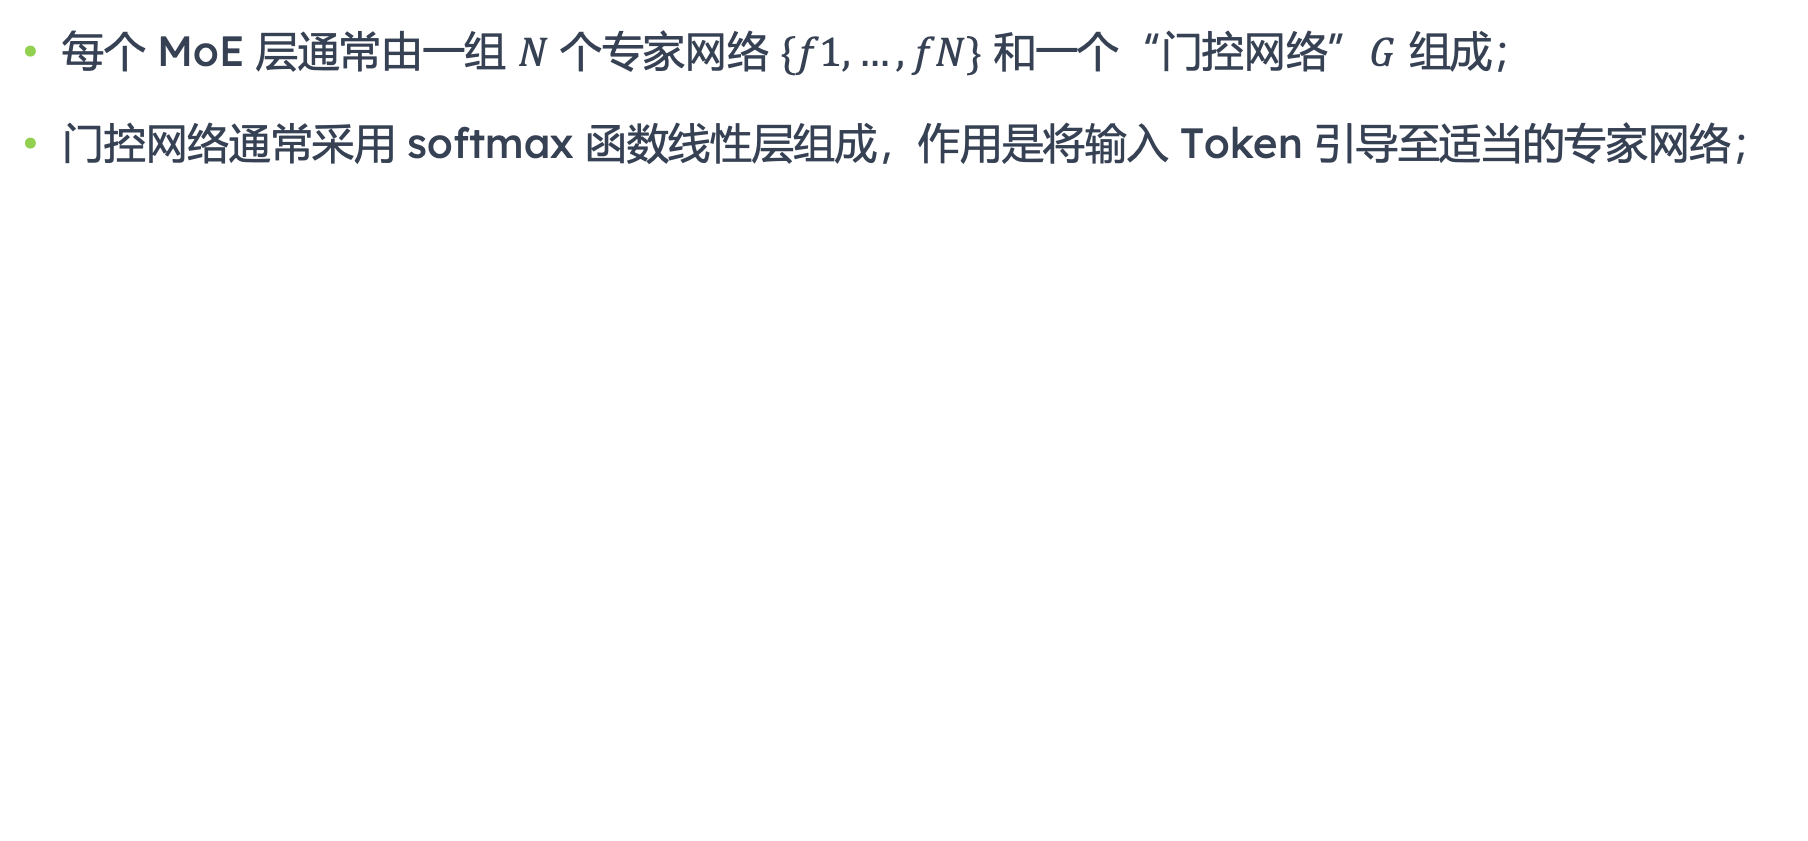 • 每个 MoE 层通常由一组 N 个专家网络 {f1, … , fN} 和一个 “门控网络” G 组成；
• 门控网络通常采用 softmax 函数线性层组成，作用是将输入 Token 引导至适当的专家网络；